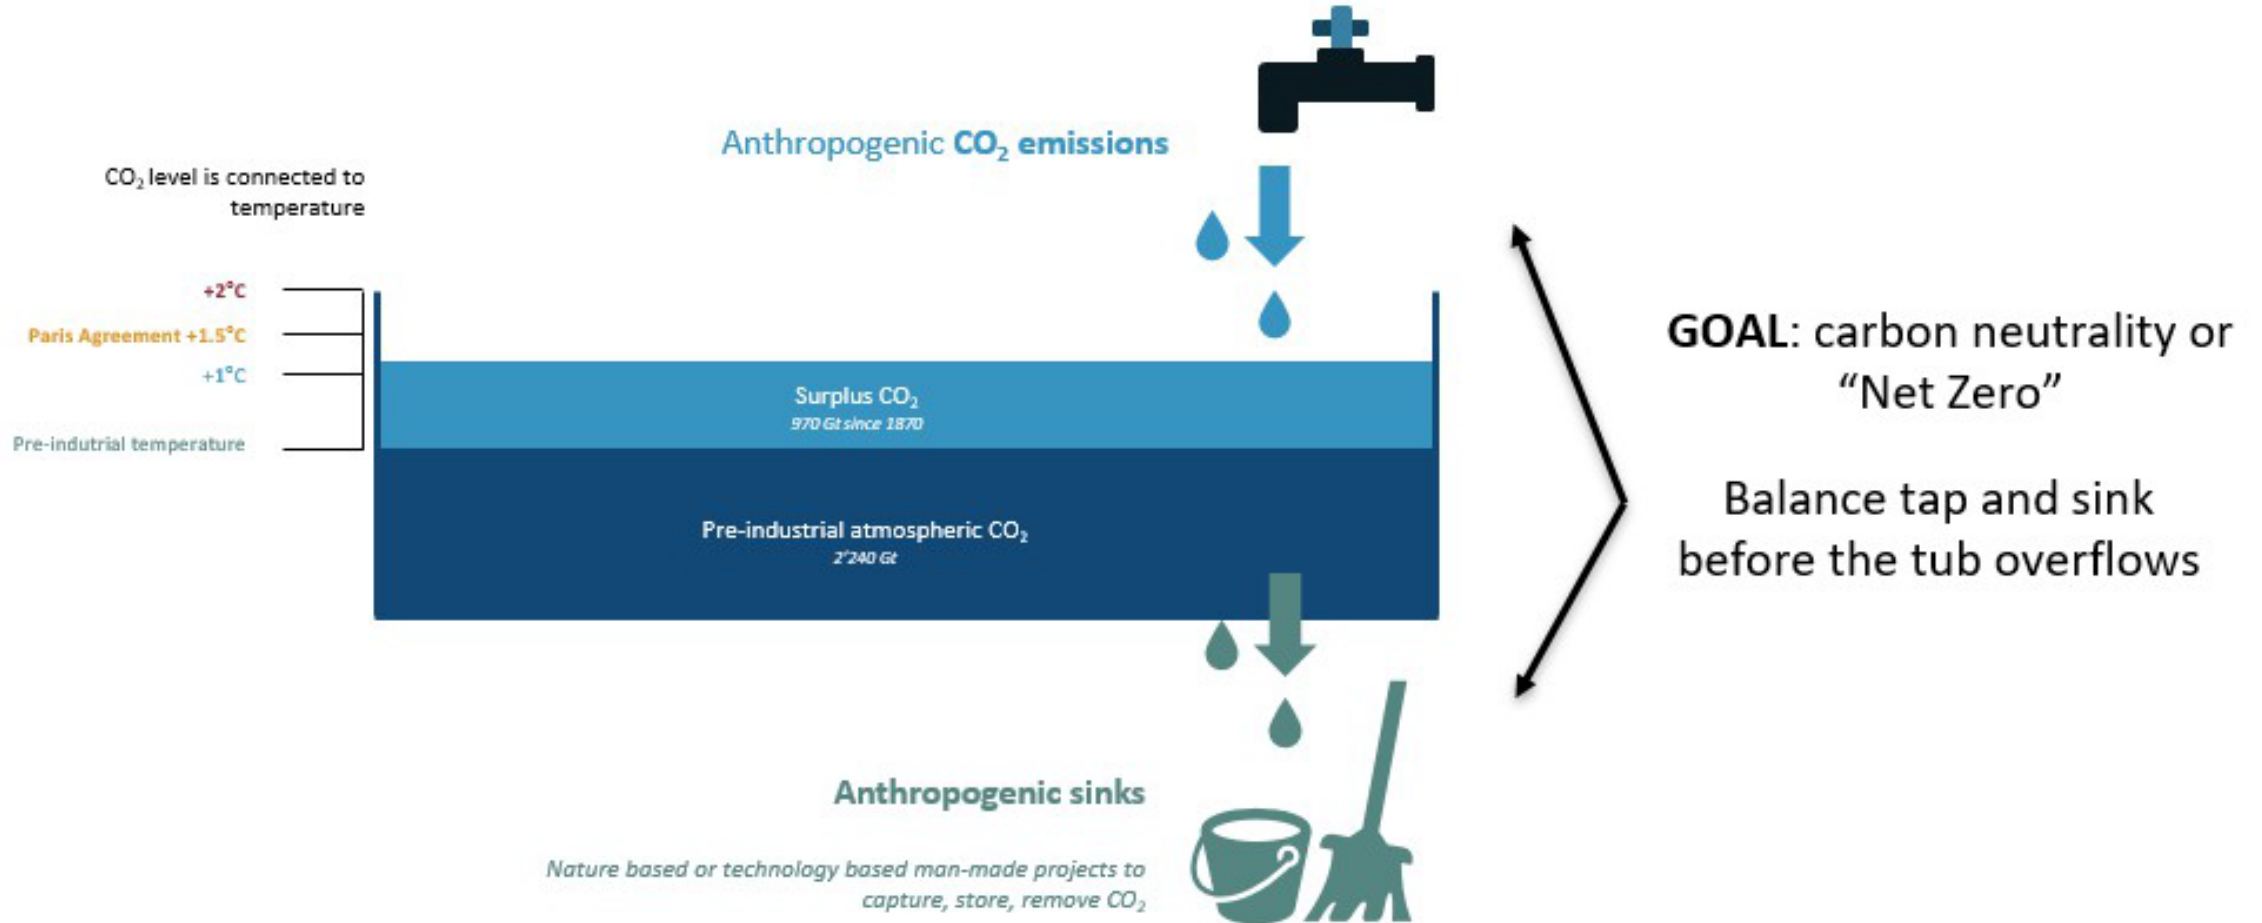 Anthropogenic CO₂ emissions
CO₂ level is connected to
temperature
+2°C
Paris Agreement +1.5°C
+1°C
Pre-indutrial temperature
Surplus CO₂
970 Gt since 1870
Pre-industrial atmospheric CO₂
2'240 Gt
GOAL: carbon neutrality or
“Net Zero”
Balance tap and sink
before the tub overflows
Anthropogenic sinks
Nature based or technology based man-made projects to
capture, store, remove CO₂